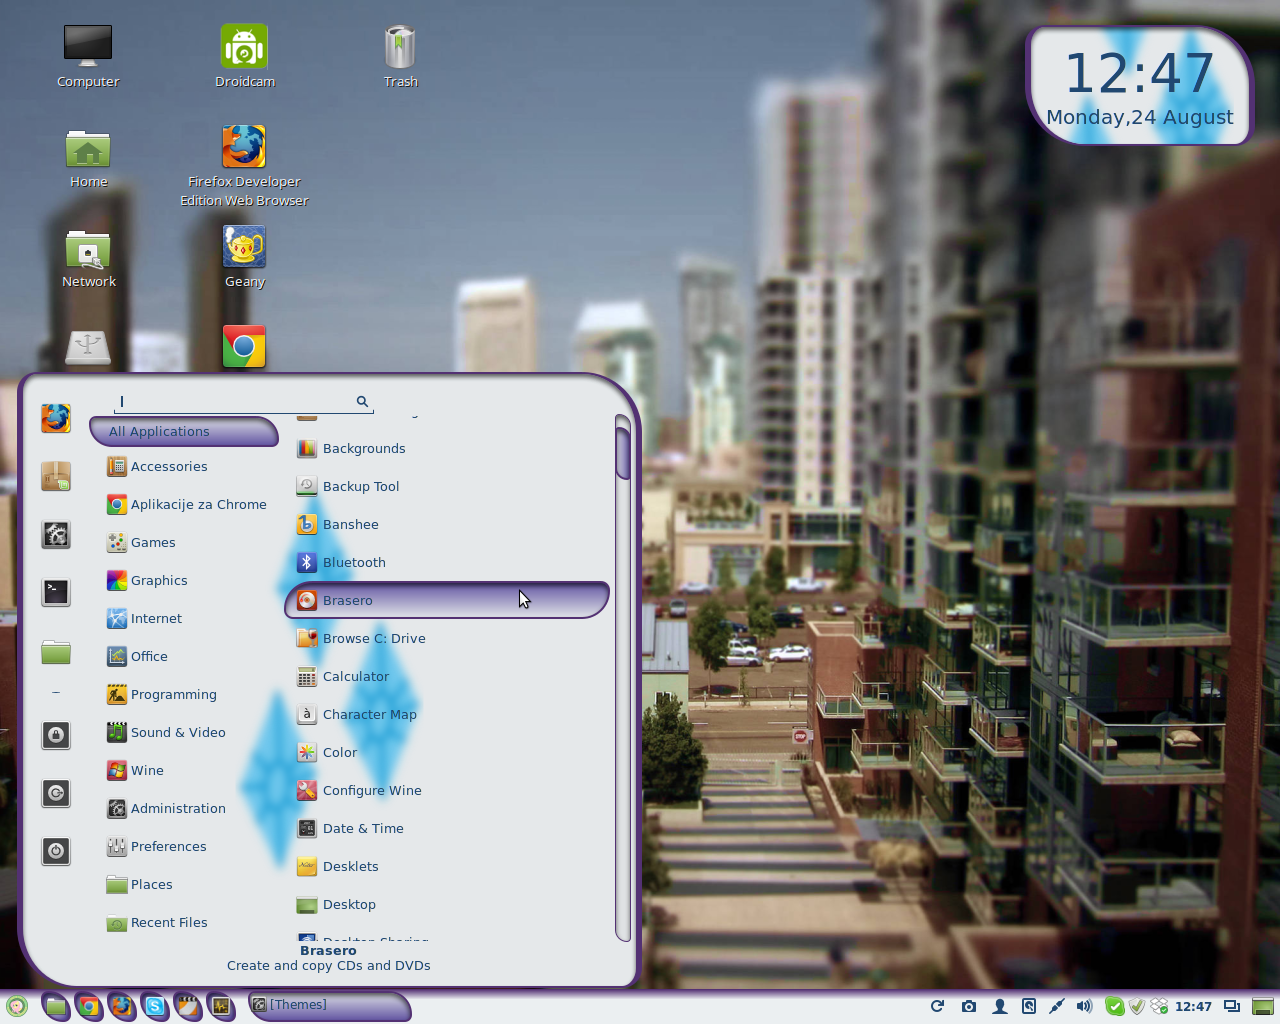 Computer
Droidcam
Trash
12:47
Monday,24 August
Home
Firefox Developer
Edition Web Browser
Network
Geany
All Applications
Accessories
Aplikacije za Chrome
Games
Graphics
Internet
Office
Programming
Sound & Video
Wine
Administration
Preferences
Places
Recent Files
Backgrounds
Backup Tool
Banshee
Bluetooth
Brasero
Browse C: Drive
Calculator
Character Map
Color
Configure Wine
Date & Time
Desklets
Desktop
Desktop Sharing
Brasero
Create and copy CDs and DVDs
STOP
[Themes]
12:47